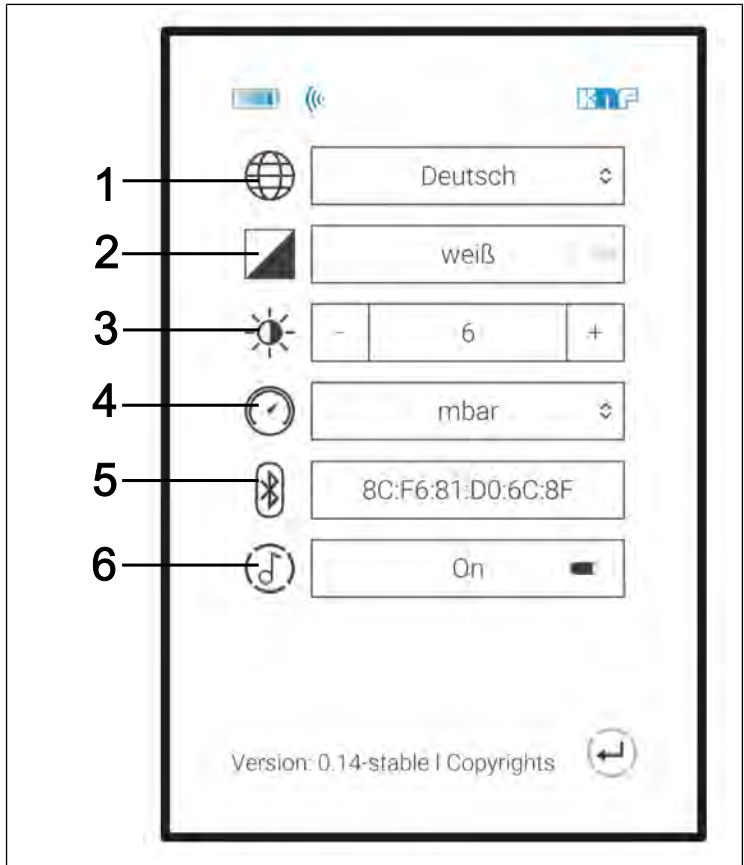 KNF
1 Deutsch
2 weiß
3 - 6 +
4 mbar
5 8C:F6:81:D0:6C:8F
6 On
Version: 0.14-stable I Copyrights